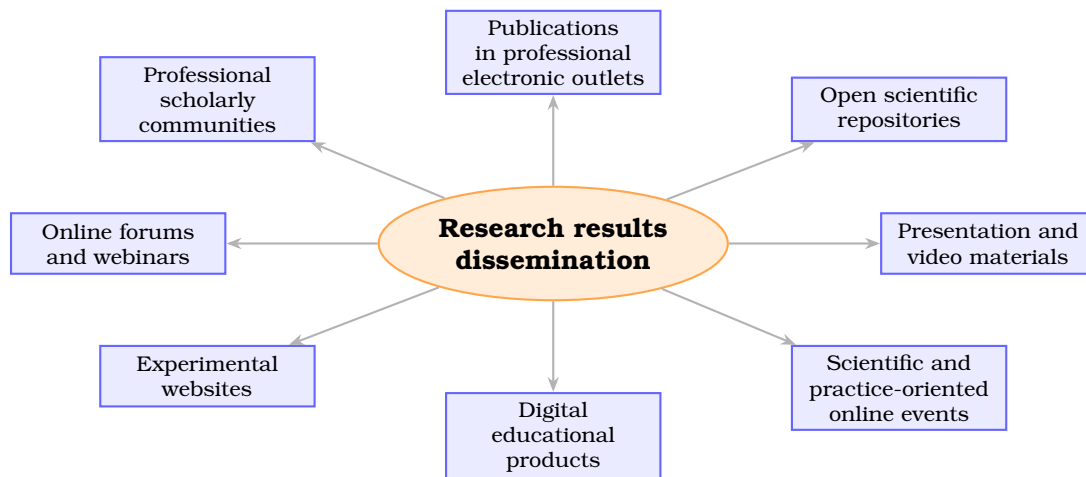 Publications
in professional
electronic outlets
Professional
scholarly
communities
Open scientific
repositories
Online forums
and webinars
Research results
dissemination
Presentation and
video materials
Experimental
websites
Scientific and
practice-oriented
online events
Digital
educational
products